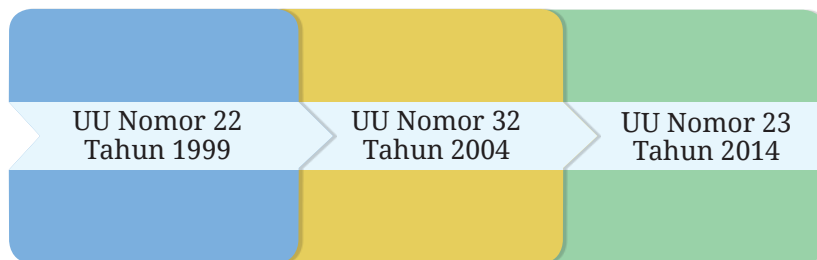 UU Nomor 22
Tahun 1999
UU Nomor 32
Tahun 2004
UU Nomor 23
Tahun 2014